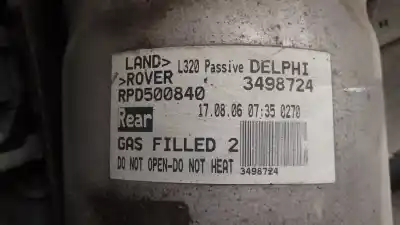 LAND> L320 Passive DELPHI
>ROVER 3498724
RPD500840
Rear 17.08.06 07:35 0270
GAS FILLED 2
DO NOT OPEN-DO NOT HEAT 3498724